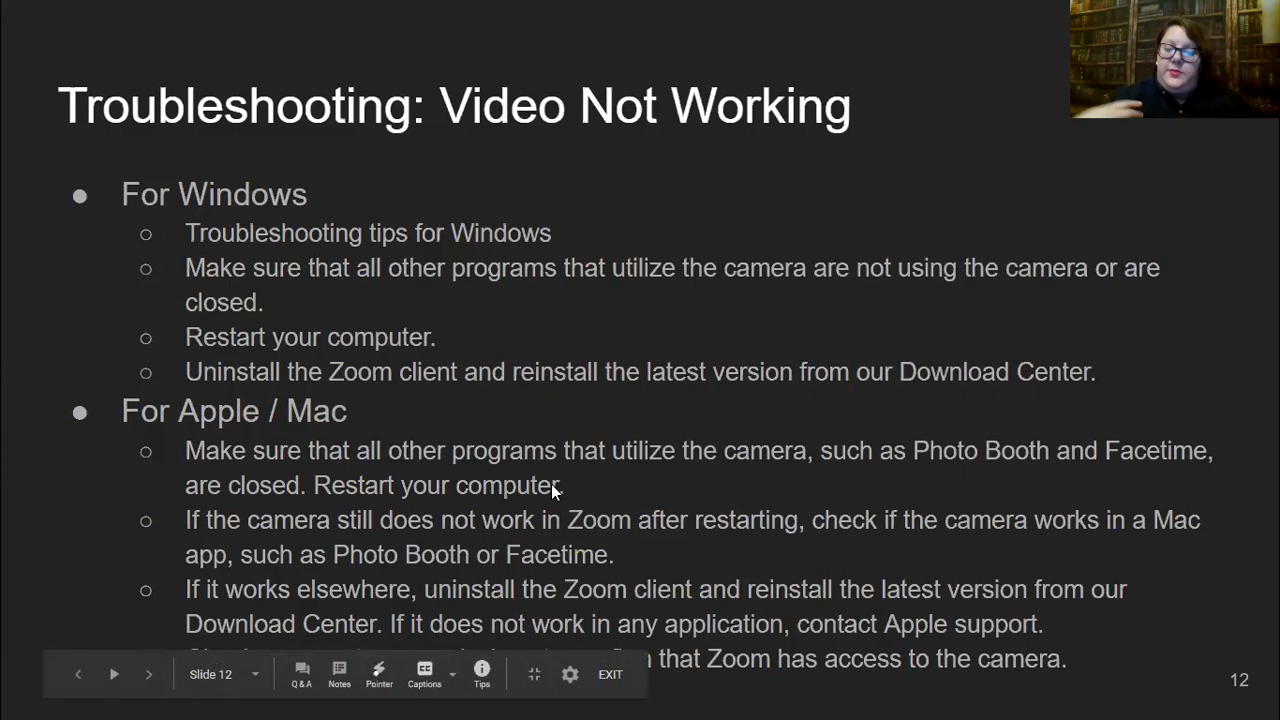 Troubleshooting: Video Not Working
● For Windows
○ Troubleshooting tips for Windows
○ Make sure that all other programs that utilize the camera are not using the camera or are
closed.
○ Restart your computer.
○ Uninstall the Zoom client and reinstall the latest version from our Download Center.
● For Apple / Mac
○ Make sure that all other programs that utilize the camera, such as Photo Booth and Facetime,
are closed. Restart your computer.
○ If the camera still does not work in Zoom after restarting, check if the camera works in a Mac
app, such as Photo Booth or Facetime.
○ If it works elsewhere, uninstall the Zoom client and reinstall the latest version from our
Download Center. If it does not work in any application, contact Apple support.
that Zoom has access to the camera.
Slide 12
Q & A
Notes
Pointer
CC
Captions
Tips
EXIT
12